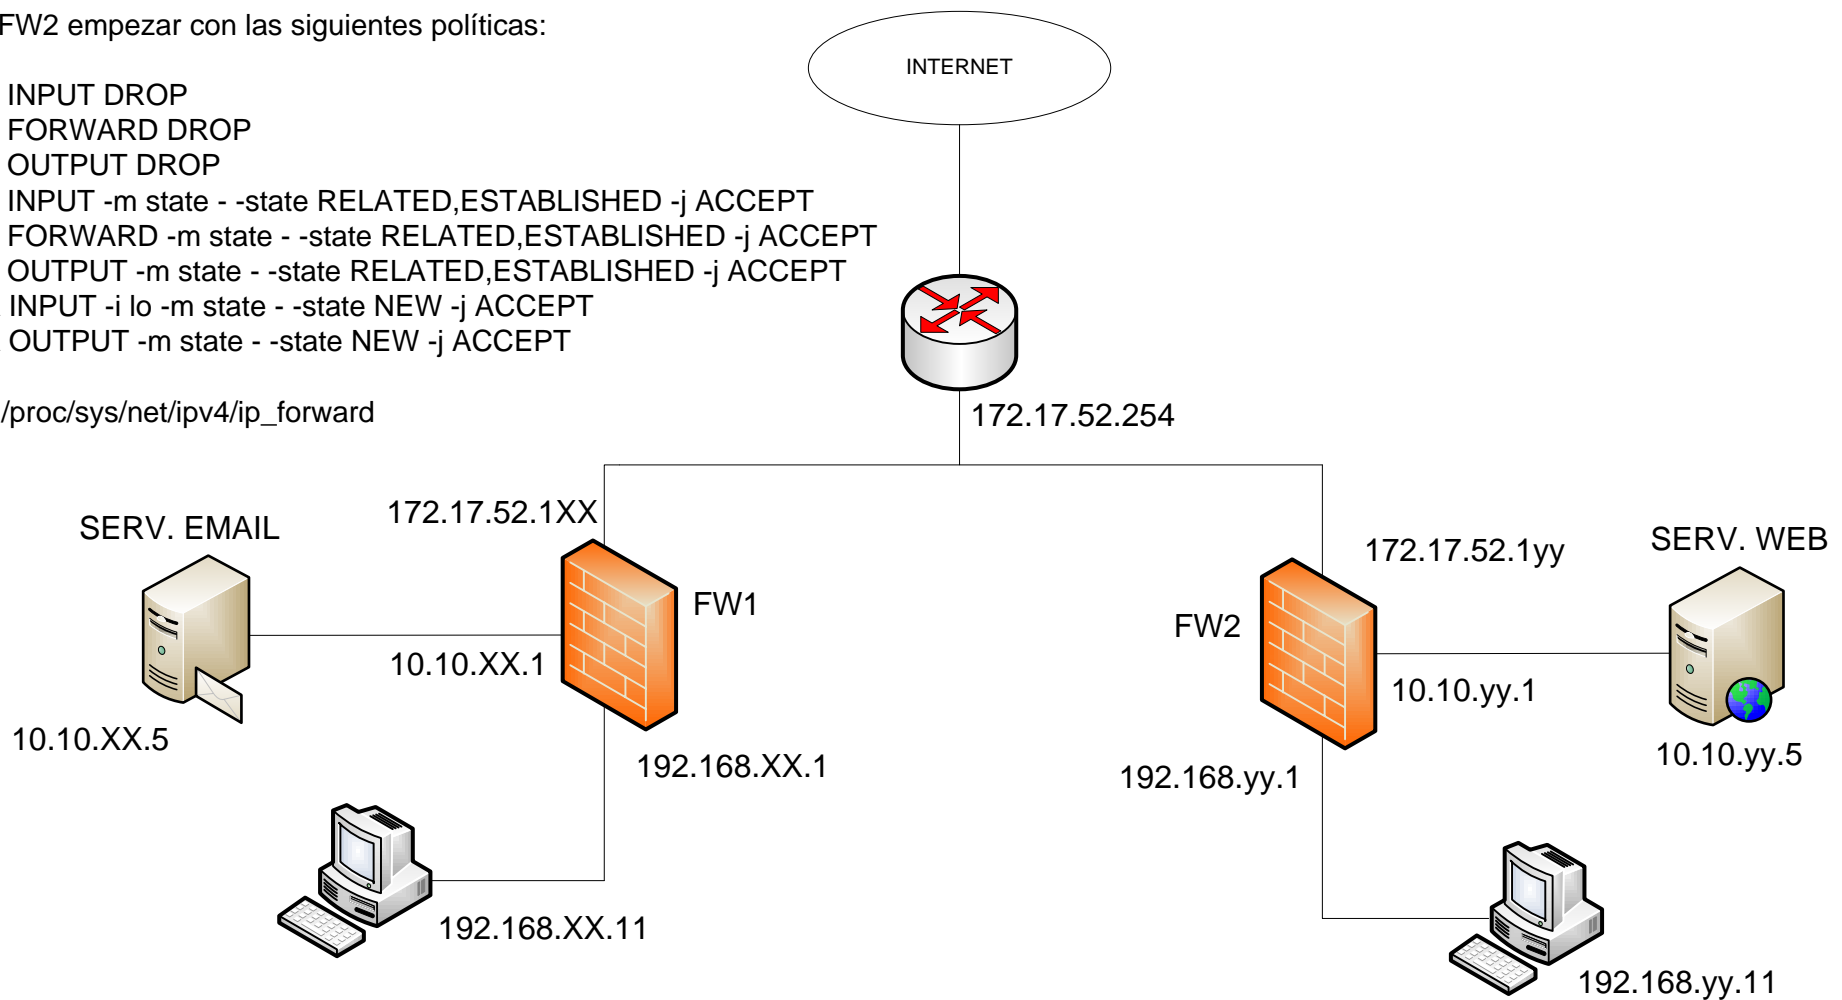 FW2 empezar con las siguientes políticas:
INPUT DROP
FORWARD DROP
OUTPUT DROP
INPUT -m state - -state RELATED,ESTABLISHED -j ACCEPT
FORWARD -m state - -state RELATED,ESTABLISHED -j ACCEPT
OUTPUT -m state - -state RELATED,ESTABLISHED -j ACCEPT
INPUT -i lo -m state - -state NEW -j ACCEPT
OUTPUT -m state - -state NEW -j ACCEPT
/proc/sys/net/ipv4/ip_forward
INTERNET
172.17.52.254
172.17.52.1XX
SERV. EMAIL
FW1
10.10.XX.1
10.10.XX.5
192.168.XX.1
192.168.XX.11
172.17.52.1yy
SERV. WEB
FW2
10.10.yy.1
10.10.yy.5
192.168.yy.1
192.168.yy.11